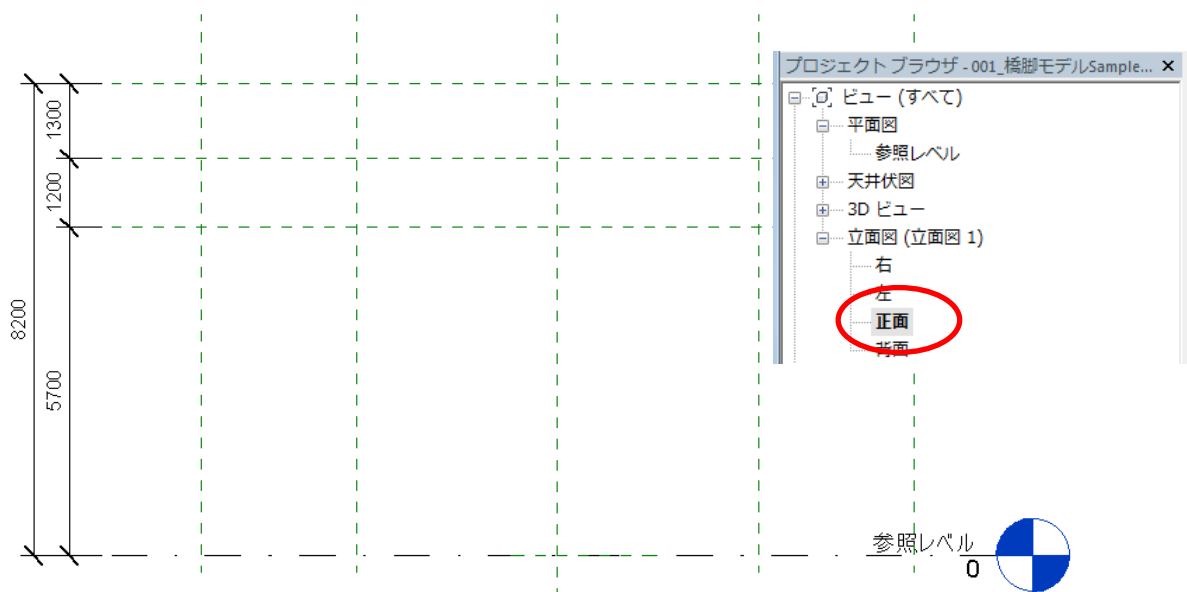 プロジェクト ブラウザ - 001_橋脚モデルSample...
ビュー (すべて)
平面図
参照レベル
天井伏図
3D ビュー
立面図 (立面図 1)
右
左
正面
背面
1300
1200
8200
5700
参照レベル
0